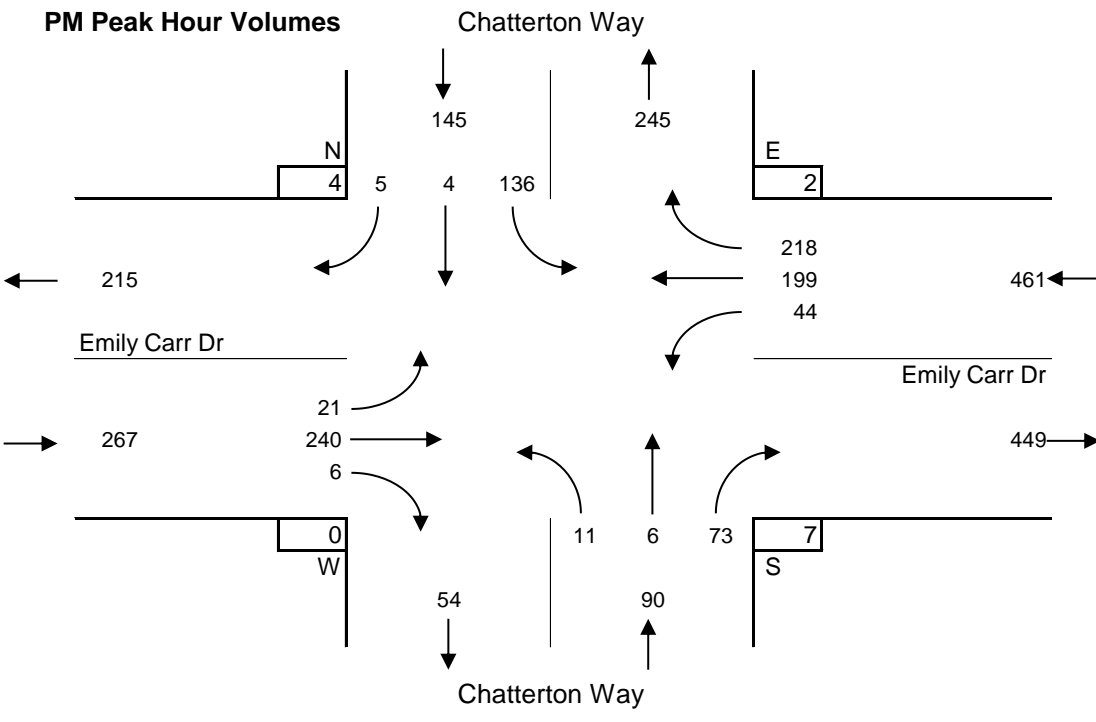 PM Peak Hour Volumes Chatterton Way
145 245
N E
4 5 4 136 2
218
215 199 461
44
Emily Carr Dr
Emily Carr Dr
21
267 240 449
6
0 11 6 73 7
W S
54 90
Chatterton Way